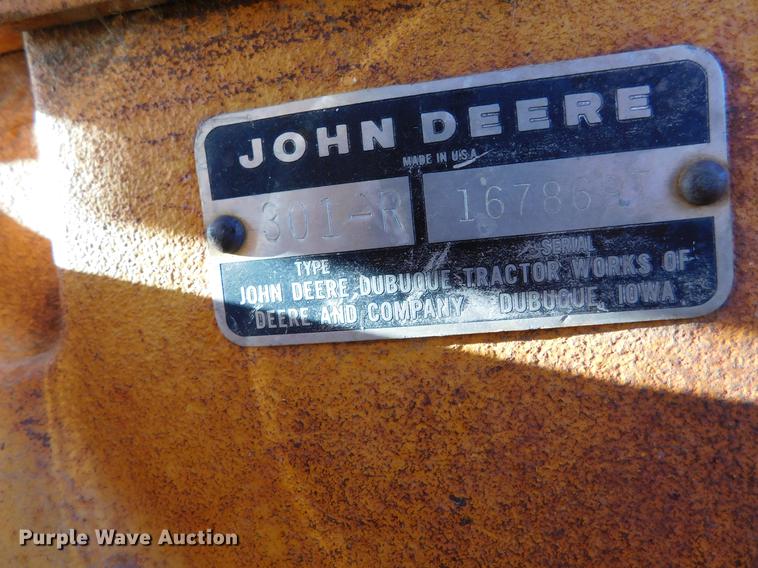 JOHN DEERE
MADE IN U.S.A.
301-R
TYPE SERIAL
JOHN DEERE DUBUQUE TRACTOR WORKS OF
DEERE AND COMPANY DUBUQUE, IOWA
Purple Wave Auction